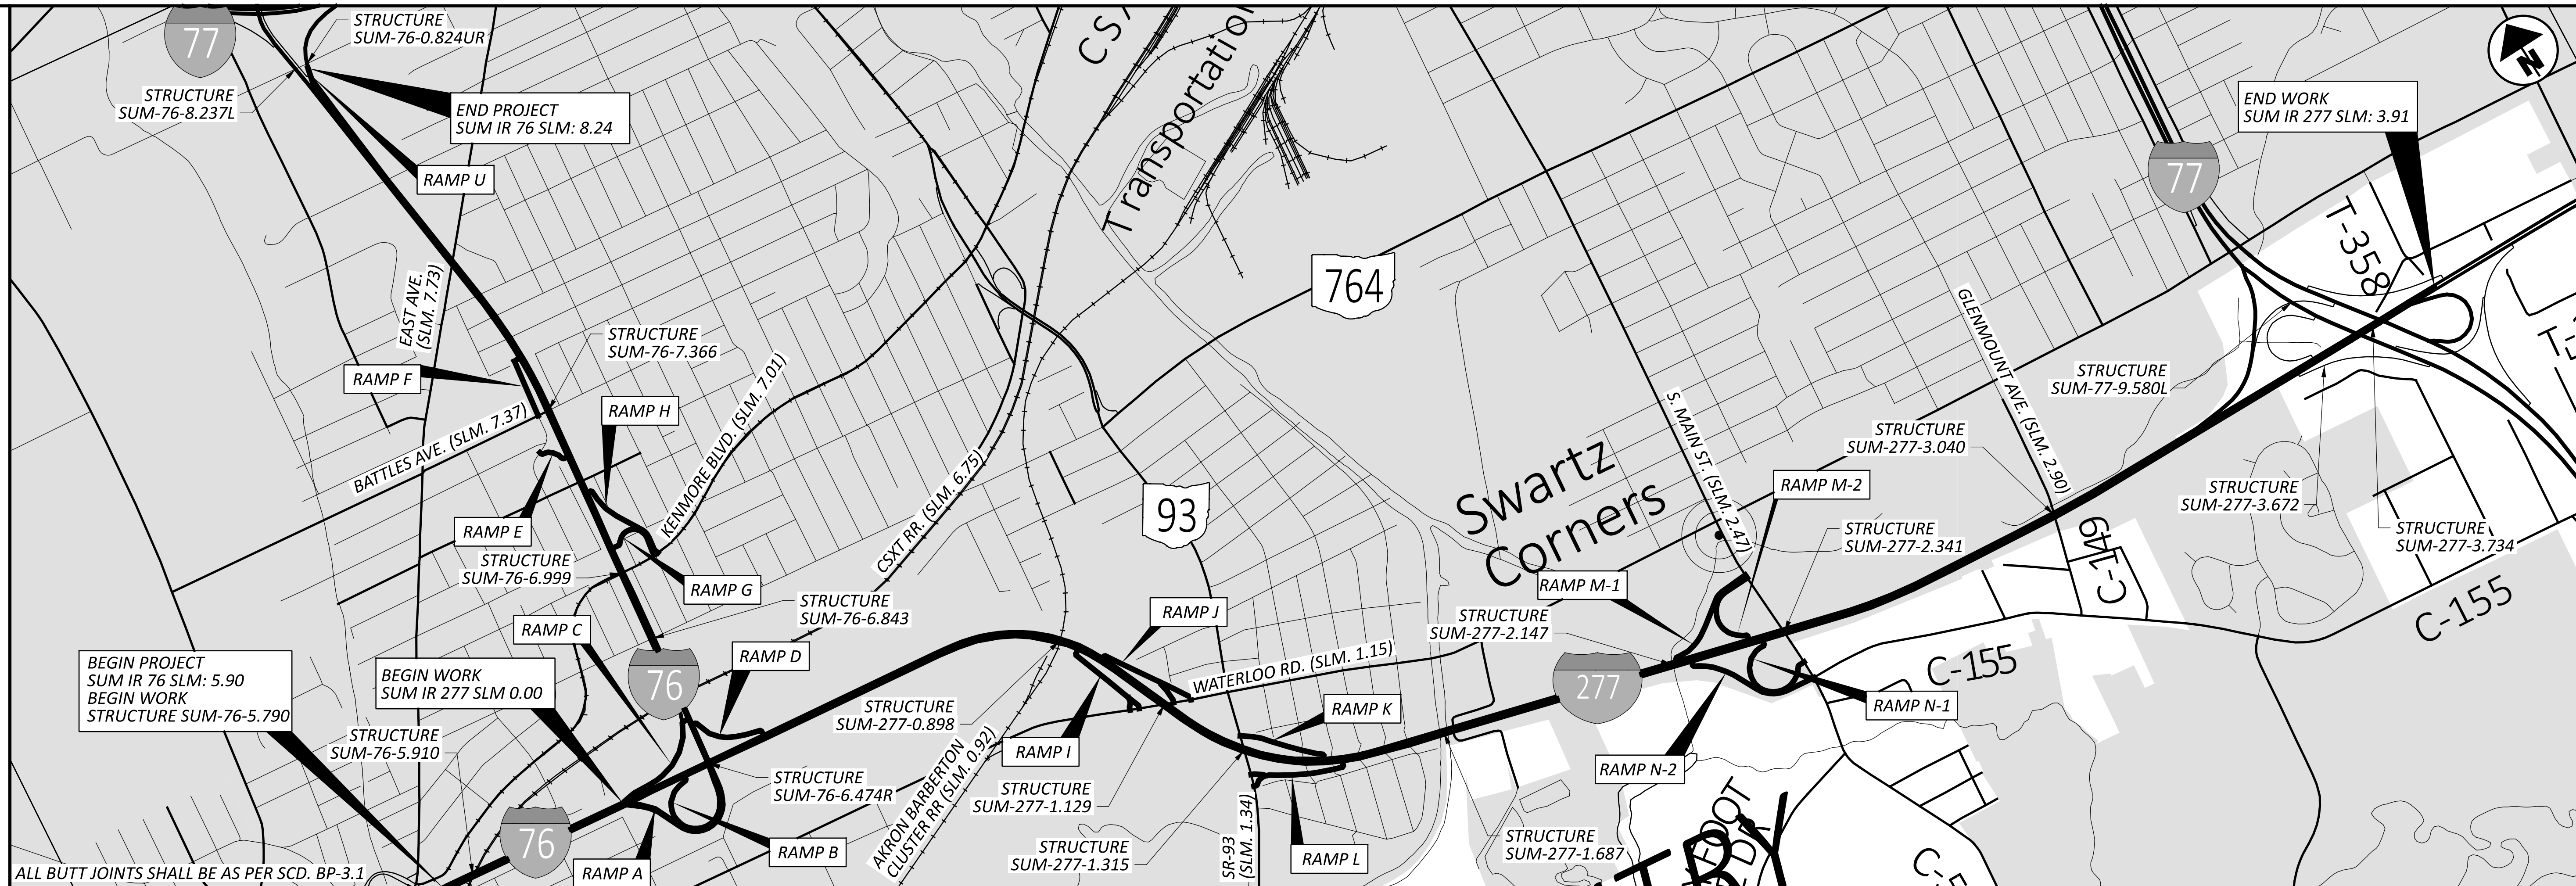 77
STRUCTURE
SUM-76-0.824UR
STRUCTURE
SUM-76-8.237L
END PROJECT
SUM IR 76 SLM: 8.24
RAMP U
EAST AVE.
(SLM. 7.73)
RAMP F
STRUCTURE
SUM-76-7.366
RAMP H
BATTLES AVE. (SLM. 7.37)
KENMORE BLVD. (SLM. 7.01)
RAMP E
STRUCTURE
SUM-76-6.999
RAMP G
CSXT RR. (SLM. 6.75)
STRUCTURE
SUM-76-6.843
RAMP C
RAMP D
76
BEGIN PROJECT
SUM IR 76 SLM: 5.90
BEGIN WORK
STRUCTURE SUM-76-5.790
BEGIN WORK
SUM IR 277 SLM 0.00
STRUCTURE
SUM-76-5.910
76
STRUCTURE
SUM-76-6.474R
RAMP B
RAMP A
ALL BUTT JOINTS SHALL BE AS PER SCD. BP-3.1
Transportation
764
93
RAMP J
STRUCTURE
SUM-277-0.898
WATERLOO RD. (SLM. 1.15)
RAMP I
AKRON BARBERTON
CLUSTER RR (SLM. 0.92)
STRUCTURE
SUM-277-1.129
RAMP K
STRUCTURE
SUM-277-1.315
SR-93
(SLM. 1.34)
RAMP L
STRUCTURE
SUM-277-1.687
Swartz
Corners
S. MAIN ST. (SLM. 2.47)
RAMP M-2
RAMP M-1
STRUCTURE
SUM-277-2.147
STRUCTURE
SUM-277-2.341
277
RAMP N-1
RAMP N-2
C-155
STRUCTURE
SUM-277-3.040
GLENMOUNT AVE. (SLM. 2.90)
C-149
77
END WORK
SUM IR 277 SLM: 3.91
T-358
STRUCTURE
SUM-77-9.580L
STRUCTURE
SUM-277-3.672
STRUCTURE
SUM-277-3.734
C-155
N